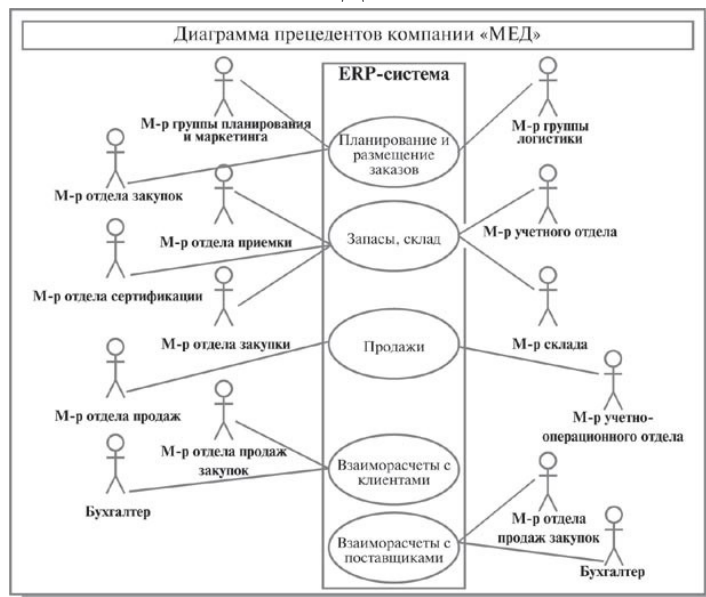 Диаграмма прецедентов компании «МЕД»
ERP-система
М-р группы планирования
и маркетинга
М-р группы
логистики
Планирование и
размещение
заказов
М-р отдела закупок
М-р отдела приемки
Запасы, склад
М-р учетного отдела
М-р отдела сертификации
М-р отдела закупки
Продажи
М-р склада
М-р отдела продаж
М-р учетно-
операционного отдела
М-р отдела продаж
закупок
Взаиморасчеты с
клиентами
Бухгалтер
М-р отдела
продаж закупок
Взаиморасчеты с
поставщиками
Бухгалтер